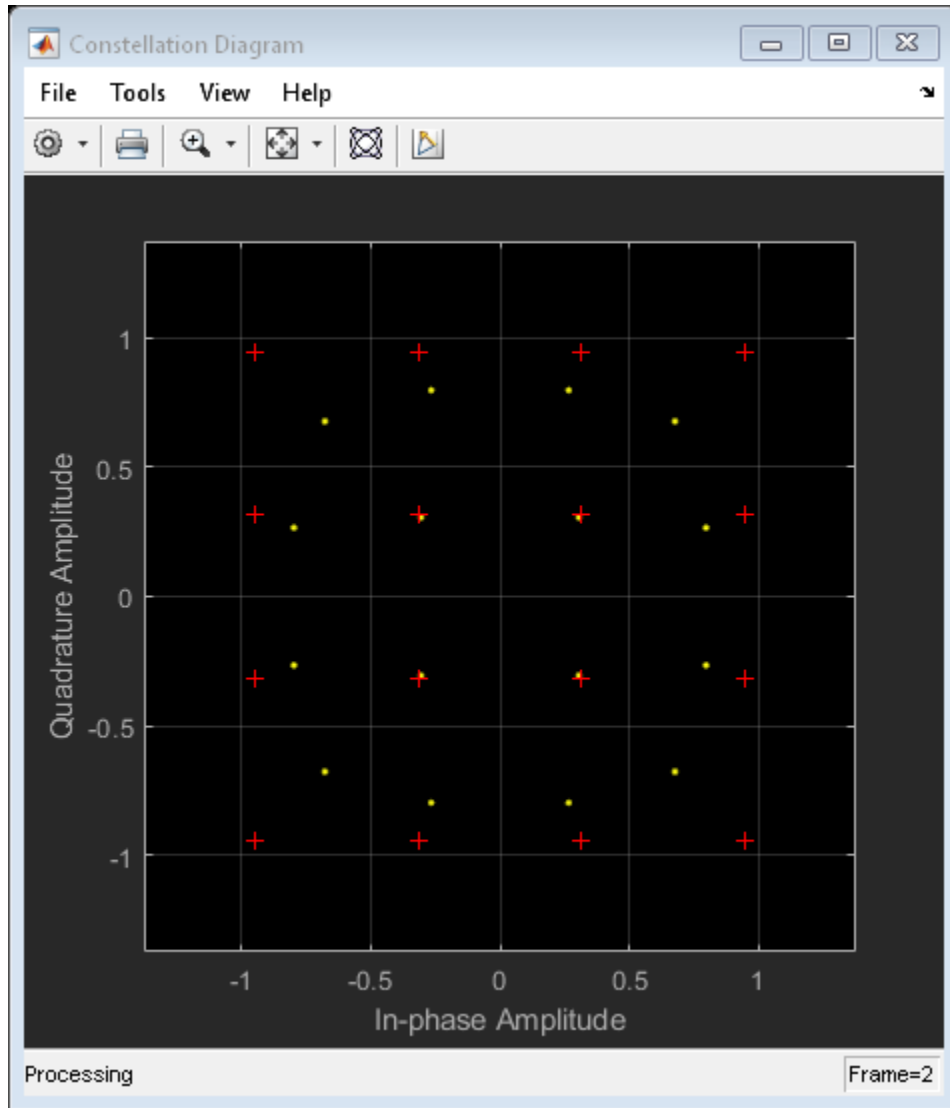 Constellation Diagram
File Tools View Help
1
0.5
0
-0.5
-1
Quadrature Amplitude
-1 -0.5 0 0.5 1
In-phase Amplitude
Processing Frame=2